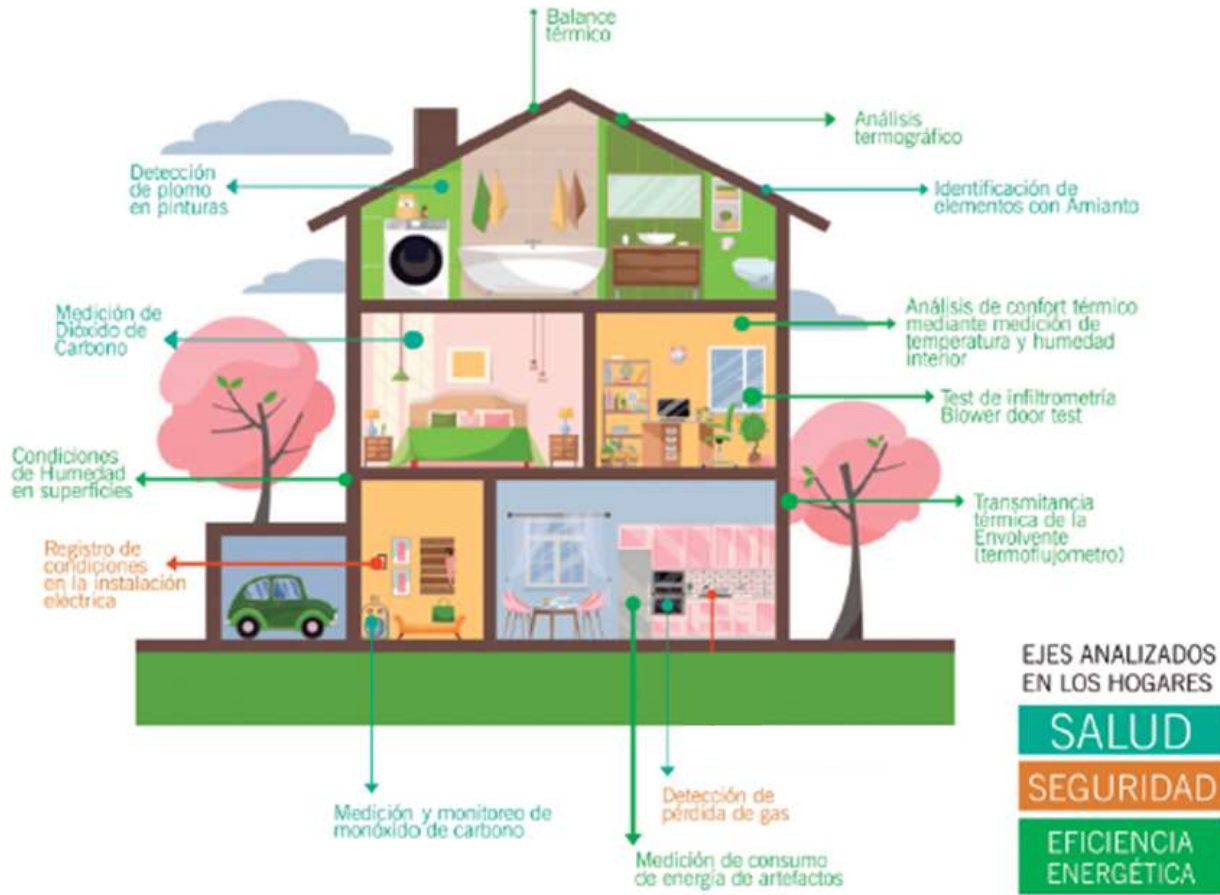 Balance
térmico
Análisis
termográfico
Detección
de plomo
en pinturas
Identificación de
elementos con Amianto
Medición de
Dióxido de
Carbono
Análisis de confort térmico
mediante medición de
temperatura y humedad
interior
Test de infiltrometría
Blower door test
Condiciones
de Humedad
en superficies
Transmitancia
térmica de la
Envolvente
(termoflujómetro)
Registro de
condiciones
en la instalación
eléctrica
EJES ANALIZADOS
EN LOS HOGARES
SALUD
SEGURIDAD
EFICIENCIA
ENERGÉTICA
Medición y monitoreo de
monóxido de carbono
Detección de
pérdida de gas
Medición de consumo
de energía de artefactos